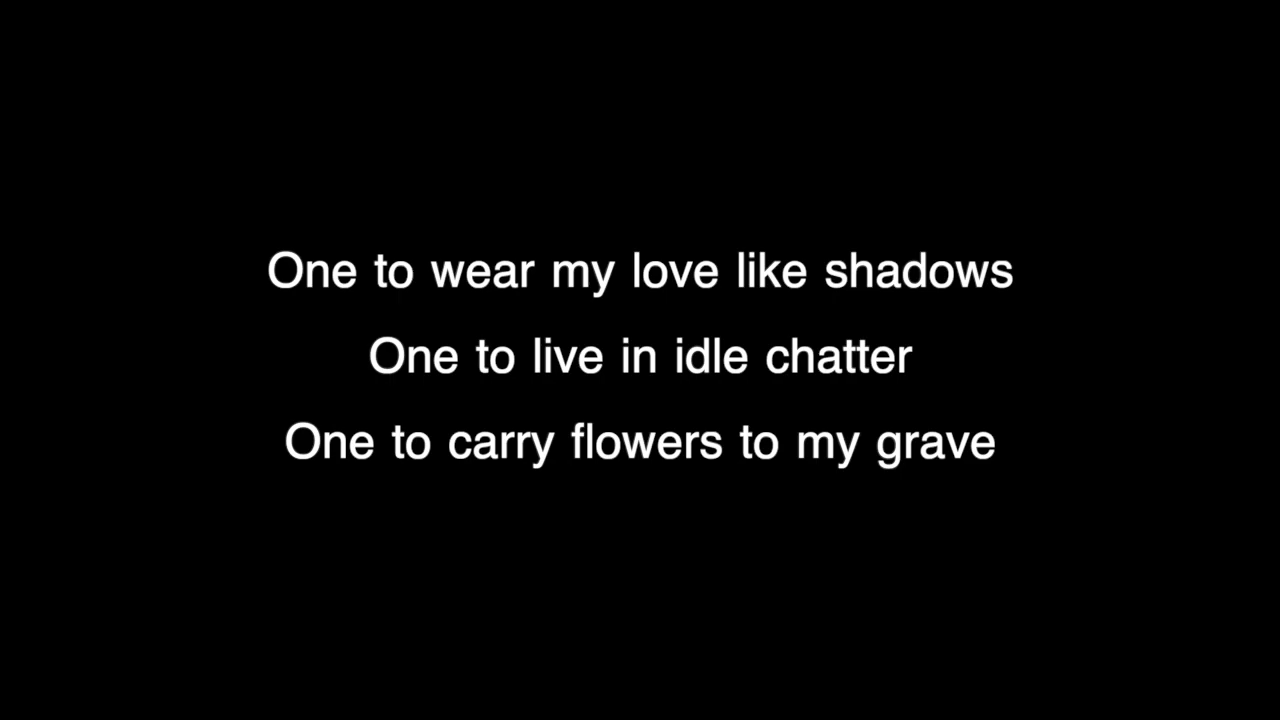 One to wear my love like shadows
One to live in idle chatter
One to carry flowers to my grave